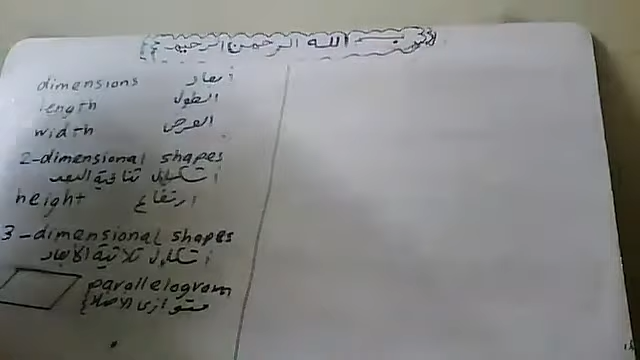 بسم الله الرحمن الرحيم
dimensions أبعاد
length الطول
width العرض
2-dimensional shapes
أشكال ثنائية البعد
height ارتفاع
3-dimensional shapes
أشكال ثلاثية الأبعاد
parallelogram
متوازى الأضلاع